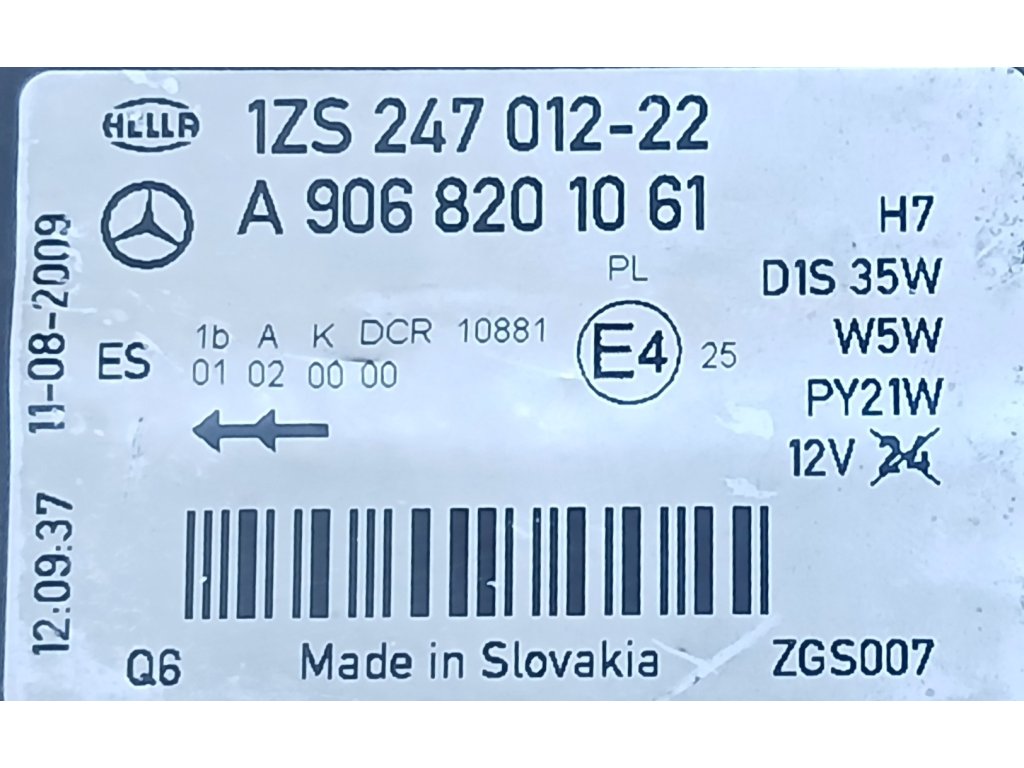 HELLA 1ZS 247 012-22
A 906 820 10 61
H7
PL
D1S 35W
1b A K DCR 10881
01 02 00 00
ES
E4 25
W5W
PY21W
12V 24
Q6 Made in Slovakia ZGS007
12:09:37 11-08-2009